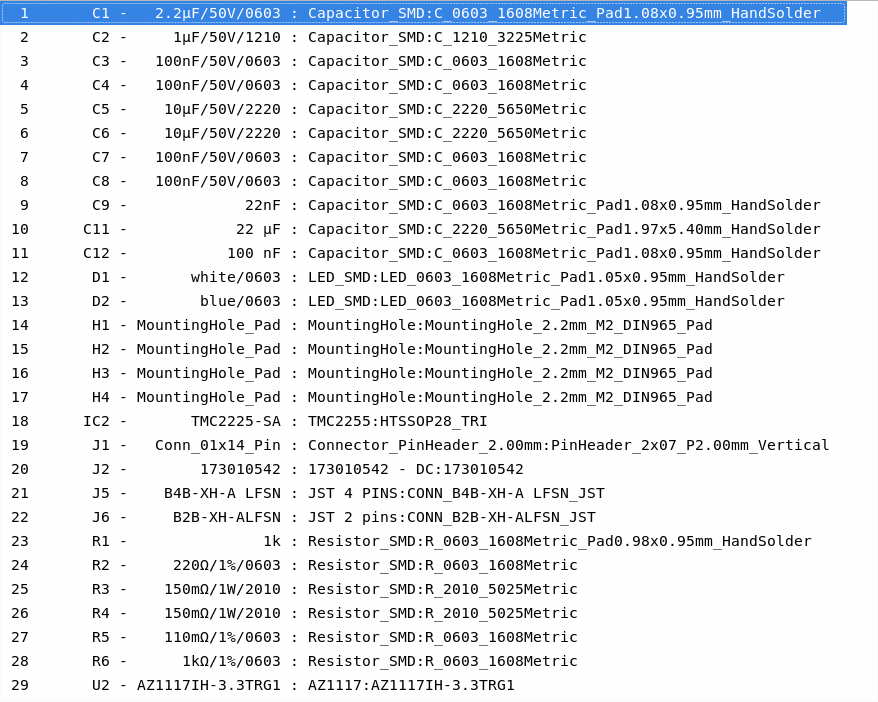 1 C1 - 2.2µF/50V/0603 : Capacitor_SMD:C_0603_1608Metric_Pad1.08x0.95mm_HandSolder
2 C2 - 1µF/50V/1210 : Capacitor_SMD:C_1210_3225Metric
3 C3 - 100nF/50V/0603 : Capacitor_SMD:C_0603_1608Metric
4 C4 - 100nF/50V/0603 : Capacitor_SMD:C_0603_1608Metric
5 C5 - 10µF/50V/2220 : Capacitor_SMD:C_2220_5650Metric
6 C6 - 10µF/50V/2220 : Capacitor_SMD:C_2220_5650Metric
7 C7 - 100nF/50V/0603 : Capacitor_SMD:C_0603_1608Metric
8 C8 - 100nF/50V/0603 : Capacitor_SMD:C_0603_1608Metric
9 C9 - 22nF : Capacitor_SMD:C_0603_1608Metric_Pad1.08x0.95mm_HandSolder
10 C11 - 22 µF : Capacitor_SMD:C_2220_5650Metric_Pad1.97x5.40mm_HandSolder
11 C12 - 100 nF : Capacitor_SMD:C_0603_1608Metric_Pad1.08x0.95mm_HandSolder
12 D1 - white/0603 : LED_SMD:LED_0603_1608Metric_Pad1.05x0.95mm_HandSolder
13 D2 - blue/0603 : LED_SMD:LED_0603_1608Metric_Pad1.05x0.95mm_HandSolder
14 H1 - MountingHole_Pad : MountingHole:MountingHole_2.2mm_M2_DIN965_Pad
15 H2 - MountingHole_Pad : MountingHole:MountingHole_2.2mm_M2_DIN965_Pad
16 H3 - MountingHole_Pad : MountingHole:MountingHole_2.2mm_M2_DIN965_Pad
17 H4 - MountingHole_Pad : MountingHole:MountingHole_2.2mm_M2_DIN965_Pad
18 IC2 - TMC2225-SA : TMC2255:HTSSOP28_TRI
19 J1 - Conn_01x14_Pin : Connector_PinHeader_2.00mm:PinHeader_2x07_P2.00mm_Vertical
20 J2 - 173010542 : 173010542 - DC:173010542
21 J5 - B4B-XH-A LFSN : JST 4 PINS:CONN_B4B-XH-A LFSN_JST
22 J6 - B2B-XH-ALFSN : JST 2 pins:CONN_B2B-XH-ALFSN_JST
23 R1 - 1k : Resistor_SMD:R_0603_1608Metric_Pad0.98x0.95mm_HandSolder
24 R2 - 220Ω/1%/0603 : Resistor_SMD:R_0603_1608Metric
25 R3 - 150mΩ/1W/2010 : Resistor_SMD:R_2010_5025Metric
26 R4 - 150mΩ/1W/2010 : Resistor_SMD:R_2010_5025Metric
27 R5 - 110mΩ/1%/0603 : Resistor_SMD:R_0603_1608Metric
28 R6 - 1kΩ/1%/0603 : Resistor_SMD:R_0603_1608Metric
29 U2 - AZ1117IH-3.3TRG1 : AZ1117:AZ1117IH-3.3TRG1